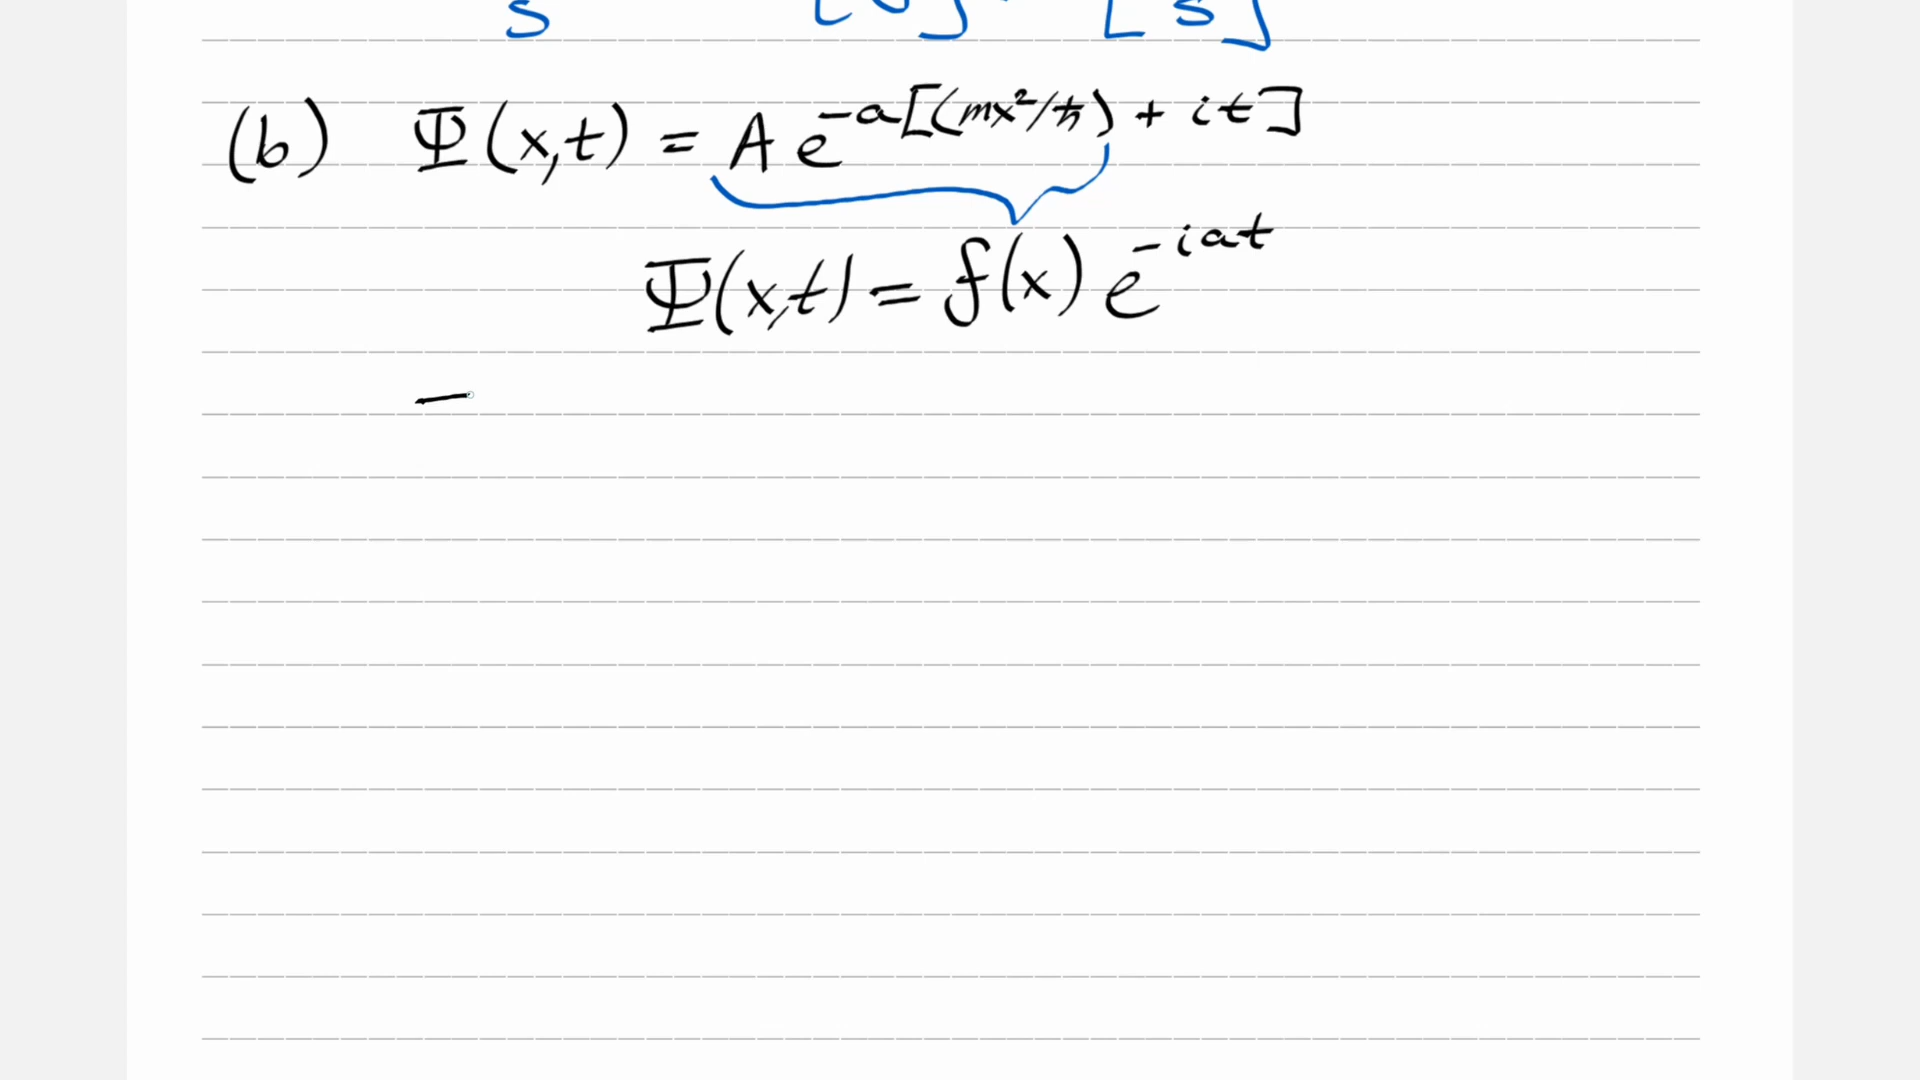 s [J] [s]
(b) Ψ(x,t) = A e^{-a[(mx²/ħ) + it]}
Ψ(x,t) = f(x) e^{-iat}